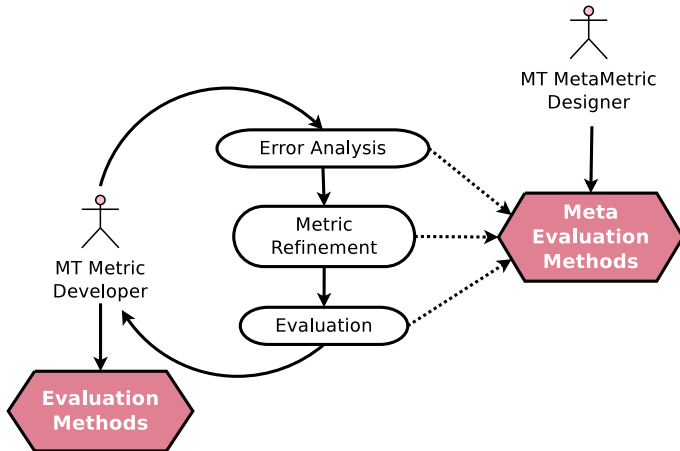 MT MetaMetric
Designer
Error Analysis
Metric
Refinement
Meta
Evaluation
Methods
MT Metric
Developer
Evaluation
Evaluation
Methods